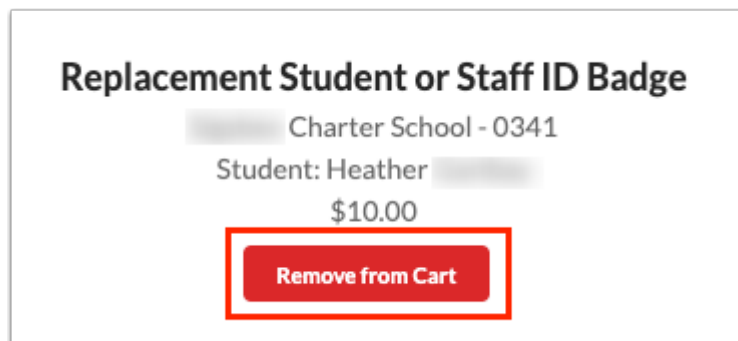 Replacement Student or Staff ID Badge
Charter School - 0341
Student: Heather
$10.00
Remove from Cart